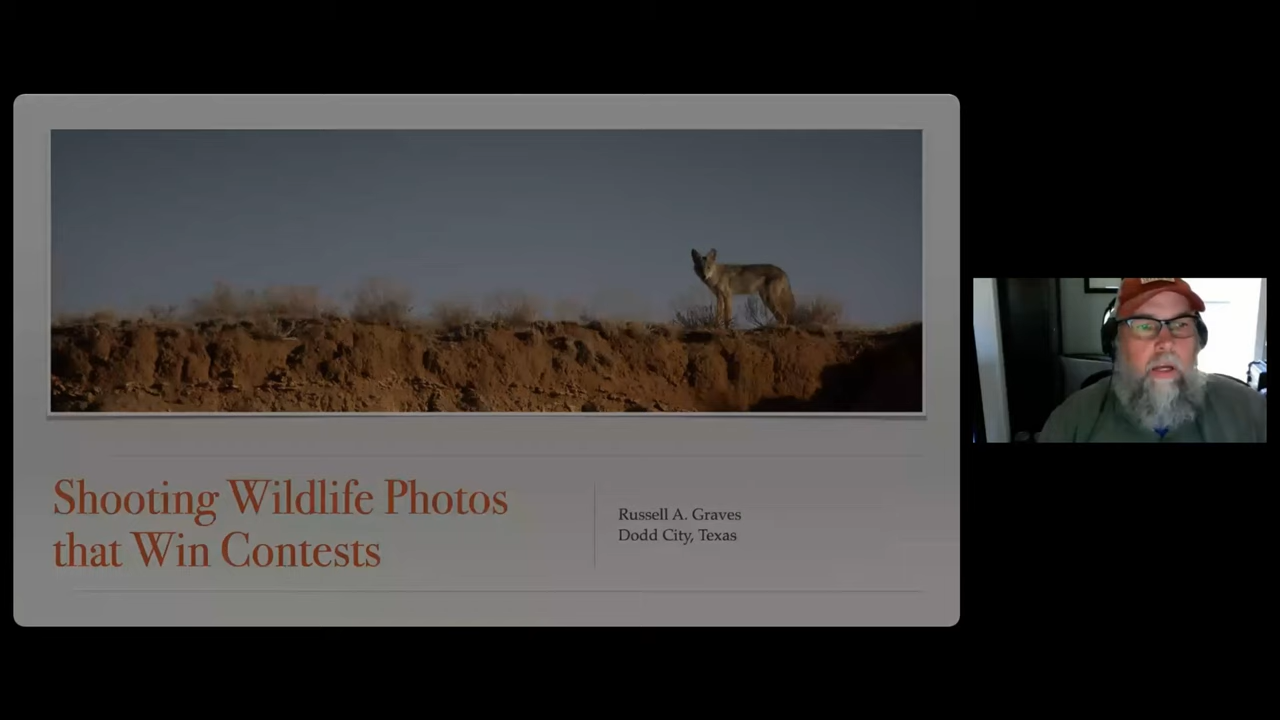 Shooting Wildlife Photos
that Win Contests
Russell A. Graves
Dodd City, Texas